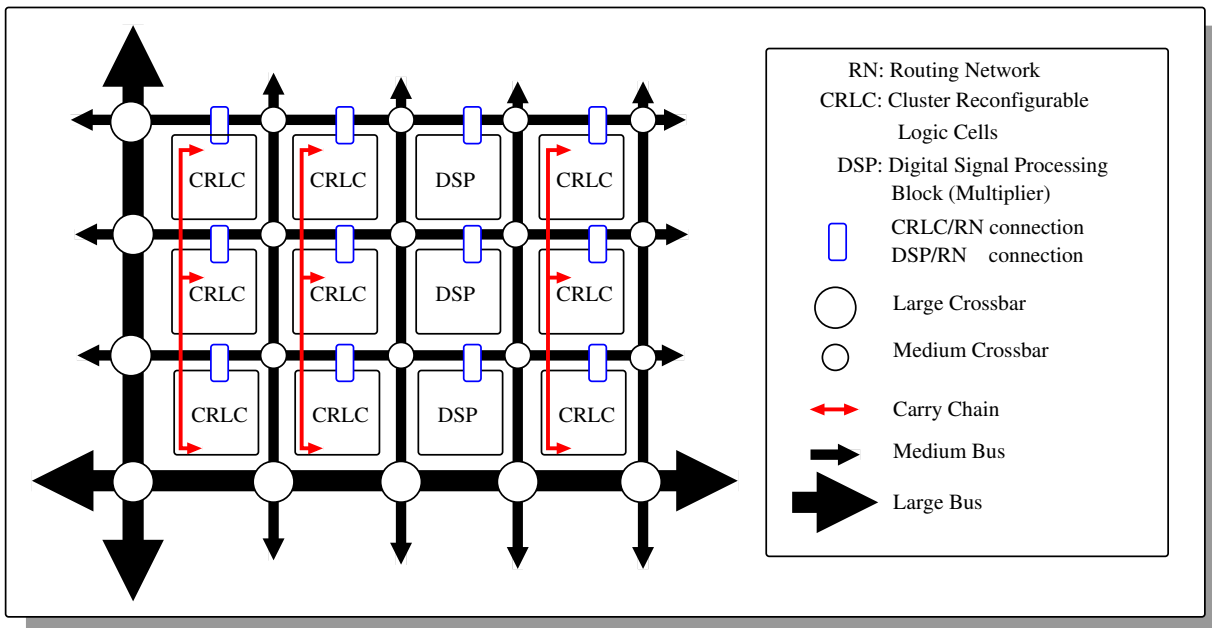 CRLC
CRLC
DSP
CRLC
CRLC
CRLC
DSP
CRLC
CRLC
CRLC
DSP
CRLC
RN: Routing Network
CRLC: Cluster Reconfigurable
Logic Cells
DSP: Digital Signal Processing
Block (Multiplier)
CRLC/RN connection
DSP/RN connection
Large Crossbar
Medium Crossbar
Carry Chain
Medium Bus
Large Bus